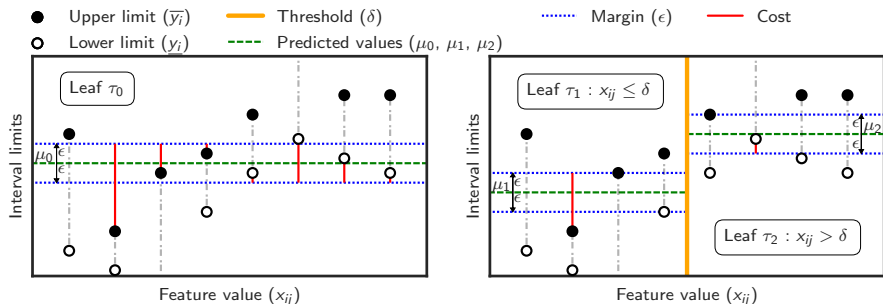 Upper limit (y̅ᵢ)
Lower limit (y̲ᵢ)
Threshold (δ)
Predicted values (μ₀, μ₁, μ₂)
Margin (ϵ)
Cost
Leaf τ₀
μ₀
ϵ
ϵ
Interval limits
Feature value (xᵢⱼ)
Leaf τ₁ : xᵢⱼ ≤ δ
μ₁
ϵ
ϵ
ϵ
ϵ
μ₂
Leaf τ₂ : xᵢⱼ > δ
Interval limits
Feature value (xᵢⱼ)